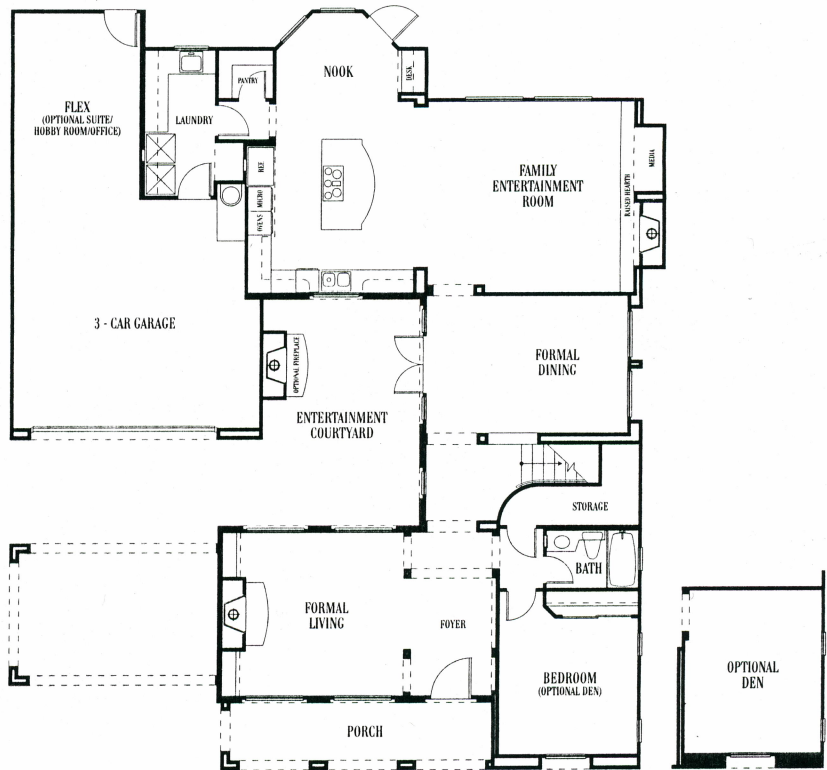 NOOK
DESK
PANTRY
FLEX
(OPTIONAL SUITE/
HOBBY ROOM/OFFICE)
LAUNDRY
REF
MICRO
OVENS
FAMILY
ENTERTAINMENT
ROOM
RAISED HEARTH
MEDIA
3 - CAR GARAGE
OPTIONAL FIREPLACE
FORMAL
DINING
ENTERTAINMENT
COURTYARD
STORAGE
BATH
FORMAL
LIVING
FOYER
BEDROOM
(OPTIONAL DEN)
OPTIONAL
DEN
PORCH